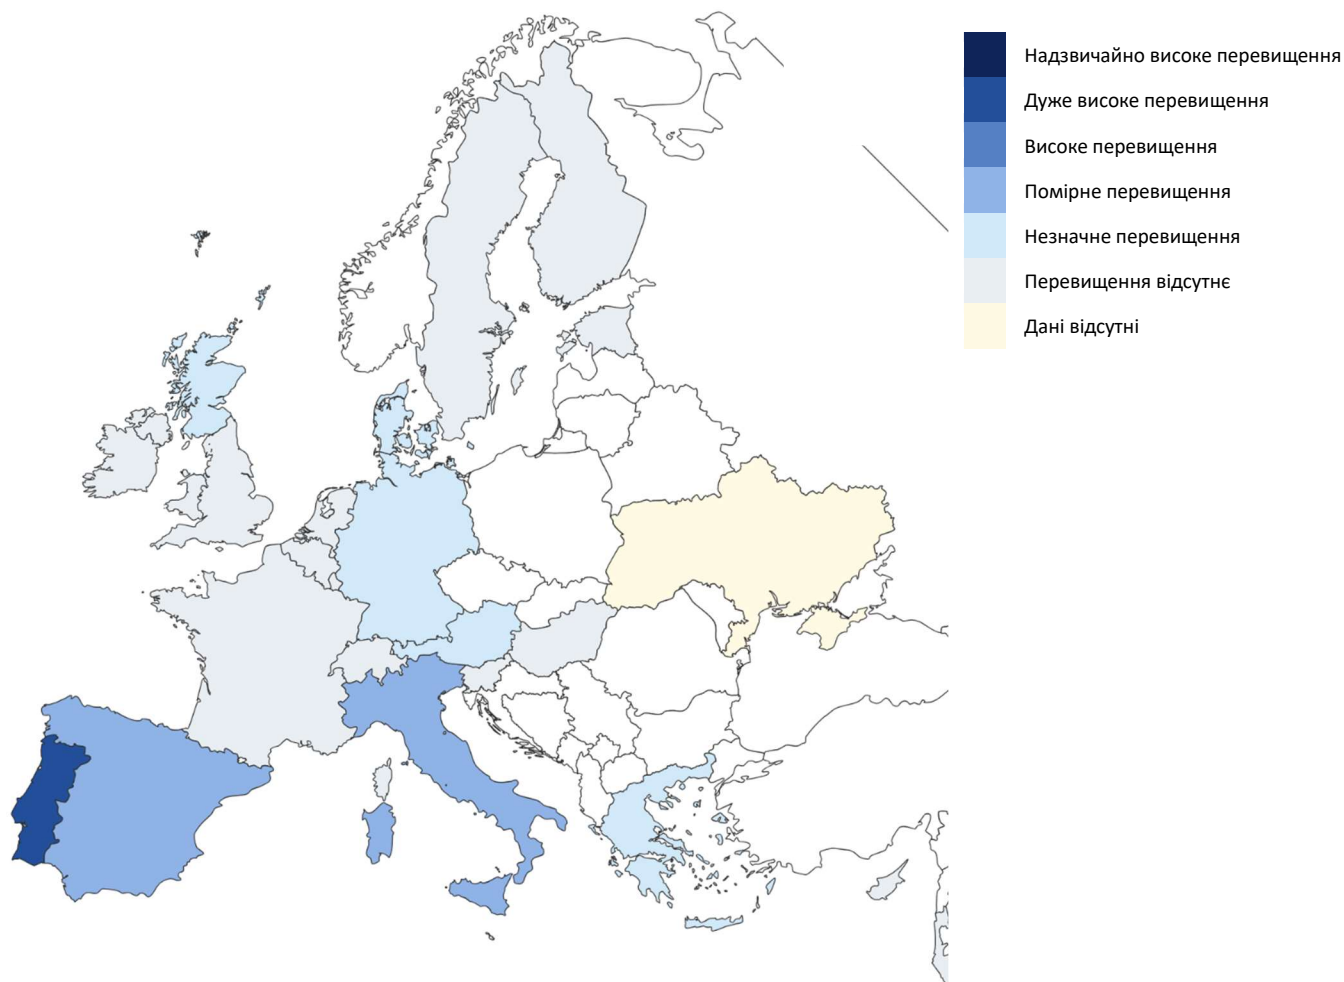 Надзвичайно високе перевищення
Дуже високе перевищення
Високе перевищення
Помірне перевищення
Незначне перевищення
Перевищення відсутнє
Дані відсутні